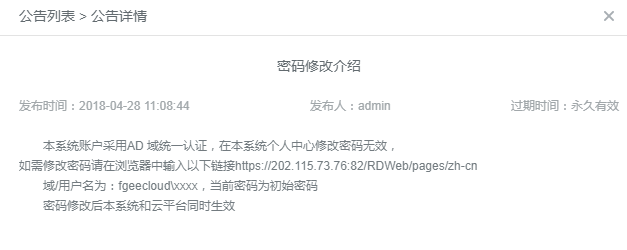 公告列表 > 公告详情
×
密码修改介绍
发布时间：2018-04-28 11:08:44 发布人：admin 过期时间：永久有效
本系统账户采用AD 域统一认证，在本系统个人中心修改密码无效，
如需修改密码请在浏览器中输入以下链接https://202.115.73.76:82/RDWeb/pages/zh-cn
域/用户名为：fgeecloud\xxxx，当前密码为初始密码
密码修改后本系统和云平台同时生效